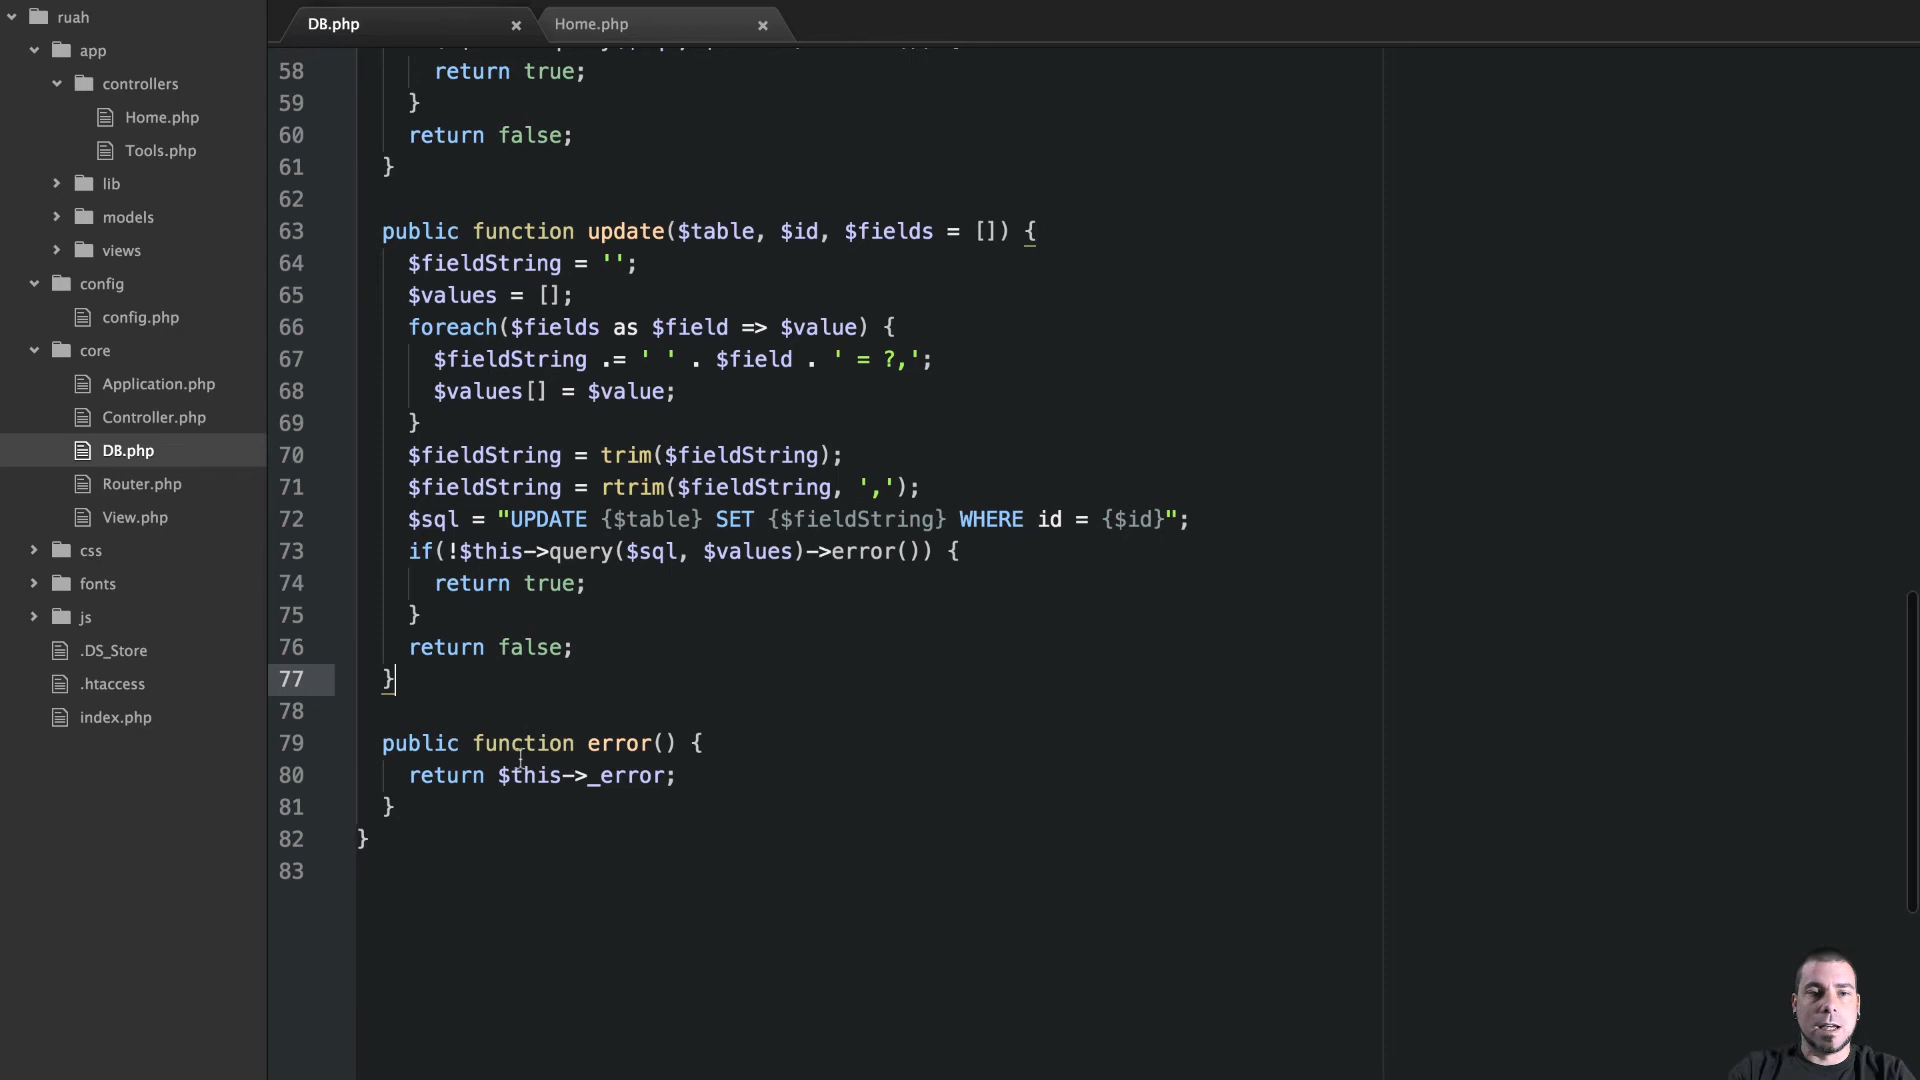 ruah
app
controllers
Home.php
Tools.php
lib
models
views
config
config.php
core
Application.php
Controller.php
DB.php
Router.php
View.php
css
fonts
js
.DS_Store
.htaccess
index.php
DB.php
Home.php
58 return true;
59 }
60 return false;
61 }
62
63 public function update($table, $id, $fields = []) {
64 $fieldString = '';
65 $values = [];
66 foreach($fields as $field => $value) {
67 $fieldString .= ' ' . $field . ' = ?,';
68 $values[] = $value;
69 }
70 $fieldString = trim($fieldString);
71 $fieldString = rtrim($fieldString, ',');
72 $sql = "UPDATE {$table} SET {$fieldString} WHERE id = {$id}";
73 if(!$this->query($sql, $values)->error()) {
74 return true;
75 }
76 return false;
77 }
78
79 public function error() {
80 return $this->_error;
81 }
82 }
83